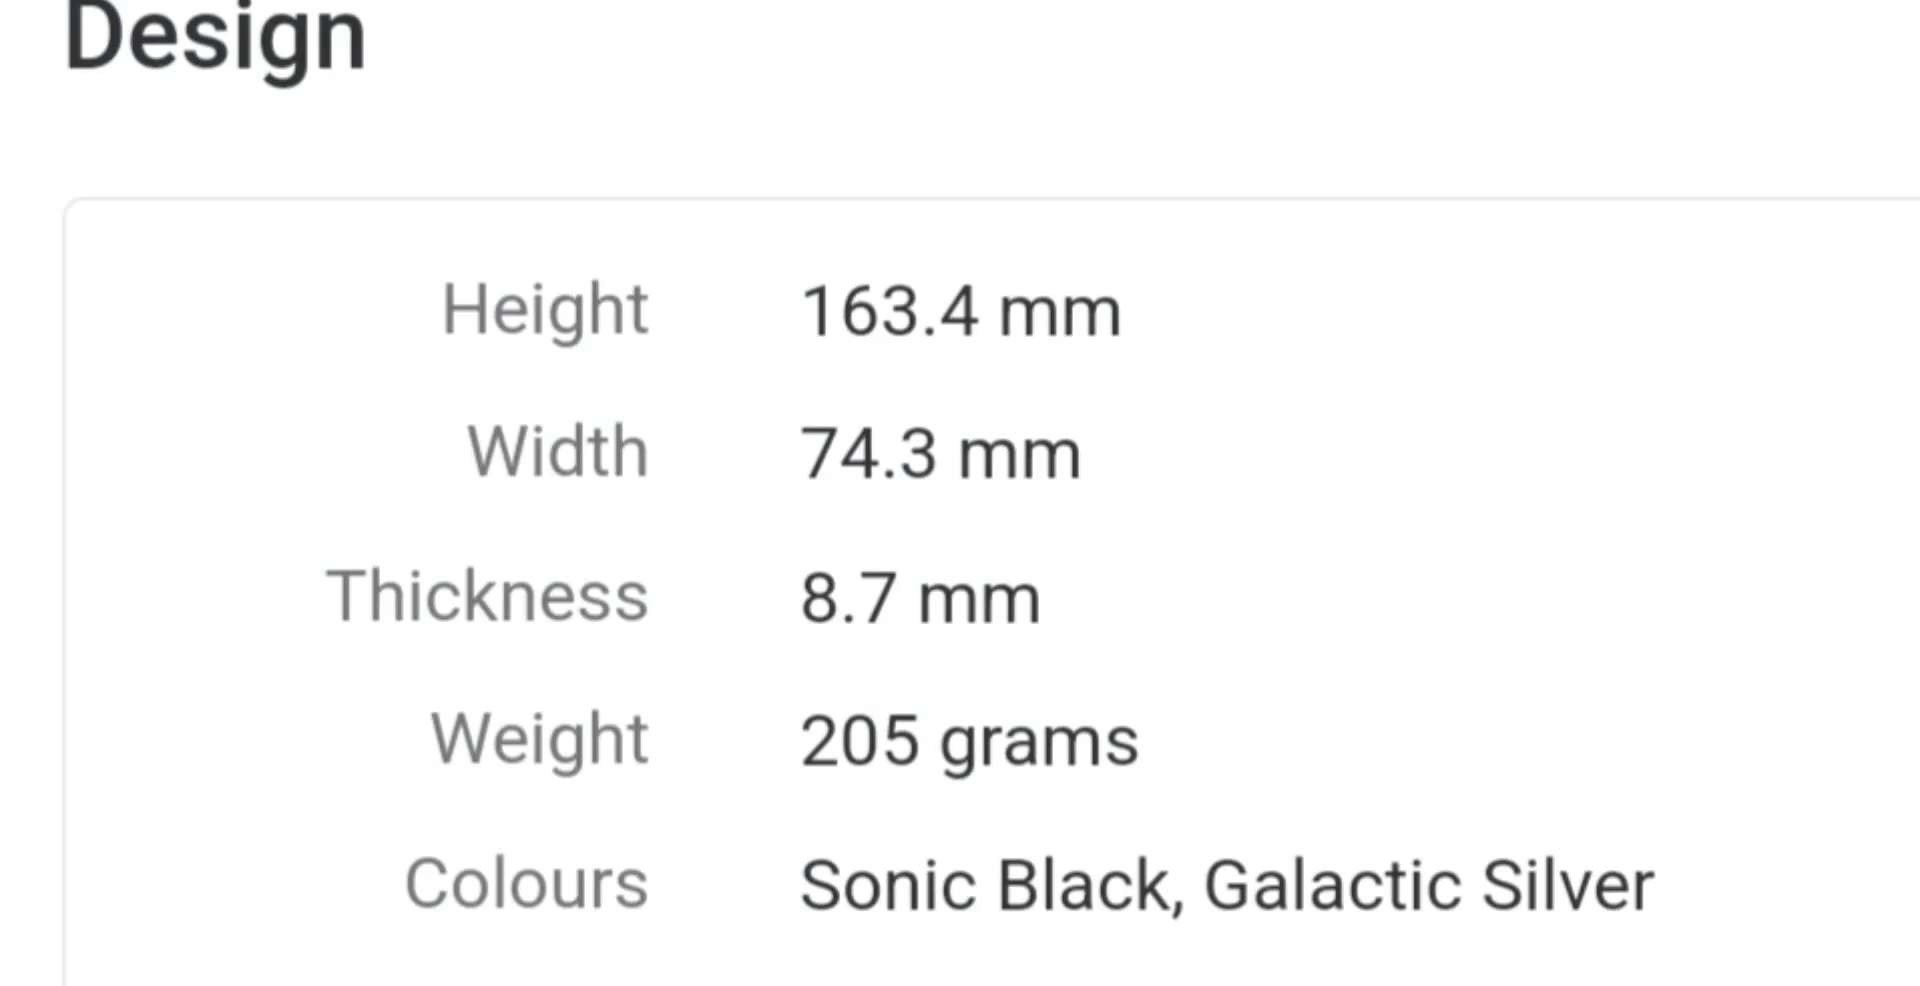 Design
Height 163.4 mm
Width 74.3 mm
Thickness 8.7 mm
Weight 205 grams
Colours Sonic Black, Galactic Silver